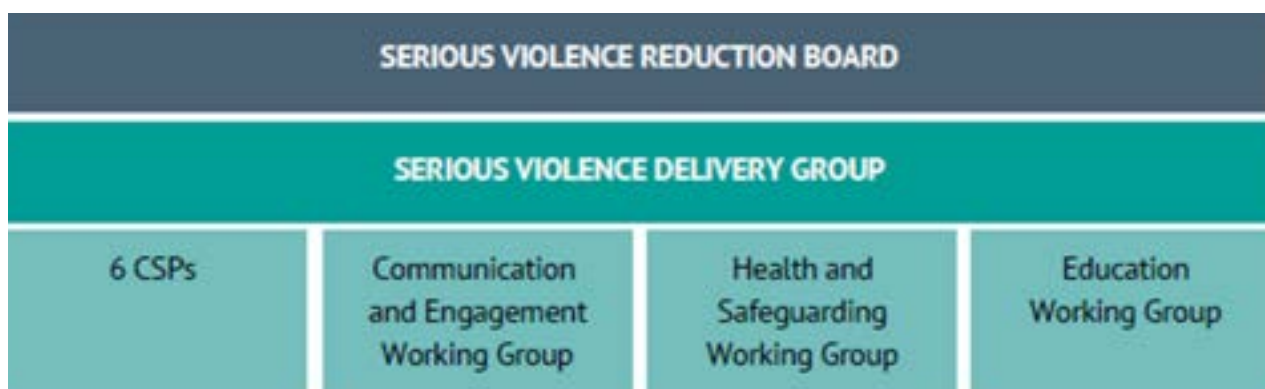 SERIOUS VIOLENCE REDUCTION BOARD
SERIOUS VIOLENCE DELIVERY GROUP
6 CSPs
Communication
and Engagement
Working Group
Health and
Safeguarding
Working Group
Education
Working Group